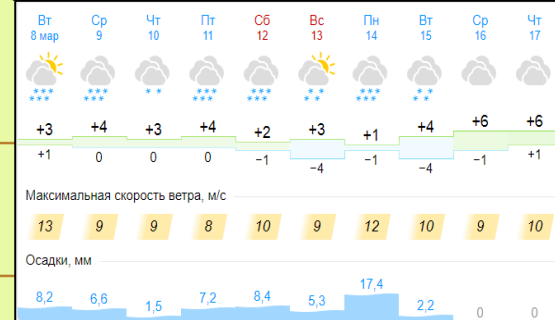 Вт Ср Чт Пт Сб Вс Пн Вт Ср Чт
8 мар 9 10 11 12 13 14 15 16 17
+3 +4 +3 +4 +2 +3 +1 +4 +6 +6
+1 0 0 0 −1 −4 −1 −4 −1 +1
Максимальная скорость ветра, м/с
13 9 9 8 10 9 12 10 9 10
Осадки, мм
8,2 6,6 1,5 7,2 8,4 5,3 17,4 2,2 0 0